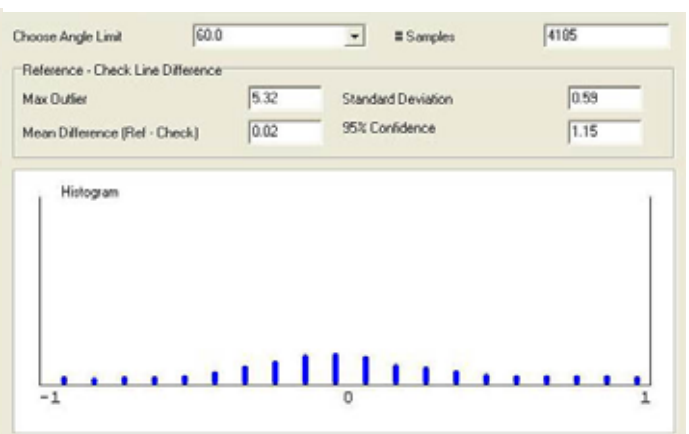 Choose Angle Limit 60.0 # Samples 4185
Reference - Check Line Difference
Max Outlier 5.32 Standard Deviation 0.59
Mean Difference (Ref - Check) 0.02 95% Confidence 1.15
Histogram
-1 0 1